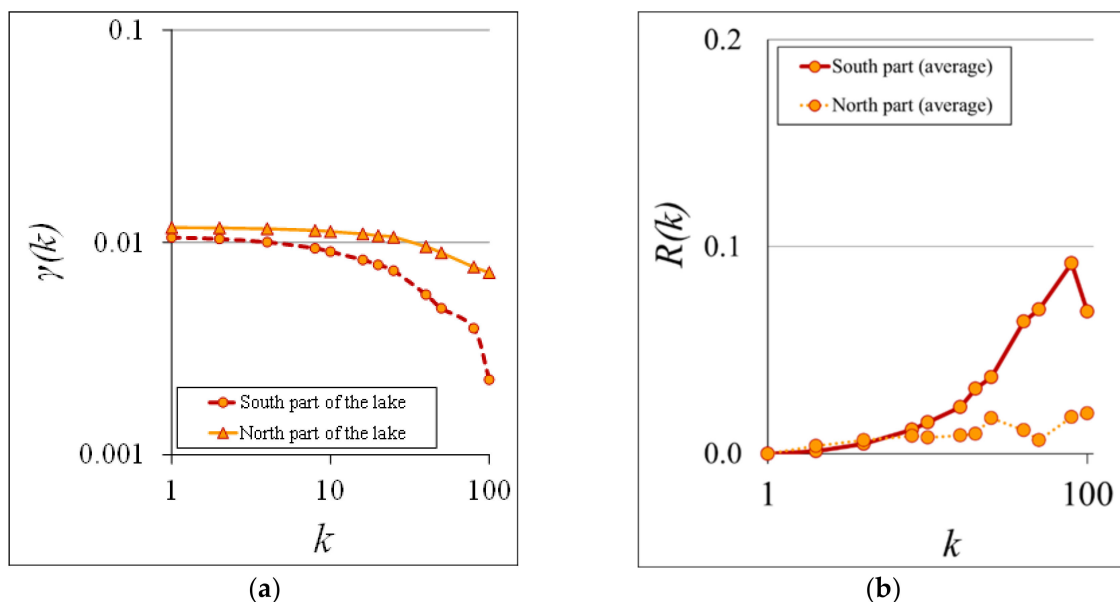 0.1
0.01
0.001
γ(k)
South part of the lake
North part of the lake
1
10
100
k
(a)
0.2
0.1
0.0
R(k)
South part (average)
North part (average)
1
100
k
(b)